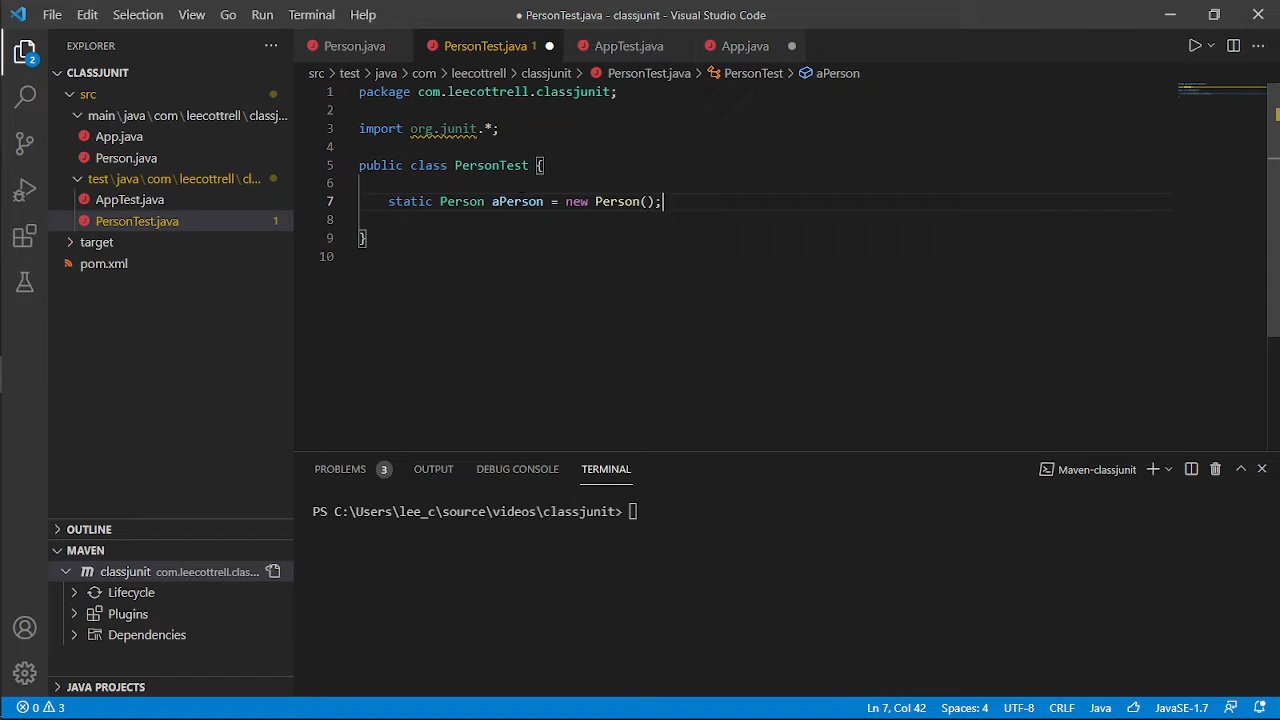 File Edit Selection View Go Run Terminal Help
● PersonTest.java - classjunit - Visual Studio Code
EXPLORER
2
CLASSJUNIT
src
main\java\com\leecottrell\classj...
App.java
Person.java
test\java\com\leecottrell\cl...
AppTest.java
PersonTest.java 1
target
pom.xml
OUTLINE
MAVEN
classjunit com.leecottrell.clas...
Lifecycle
Plugins
Dependencies
JAVA PROJECTS
Person.java PersonTest.java 1 AppTest.java App.java
src > test > java > com > leecottrell > classjunit > PersonTest.java > PersonTest > aPerson
1 package com.leecottrell.classjunit;
2
3 import org.junit.*;
4
5 public class PersonTest {
6
7 static Person aPerson = new Person();
8
9 }
10
PROBLEMS 3 OUTPUT DEBUG CONSOLE TERMINAL Maven-classjunit
PS C:\Users\lee_c\source\videos\classjunit>
0 3 Ln 7, Col 42 Spaces: 4 UTF-8 CRLF Java JavaSE-1.7